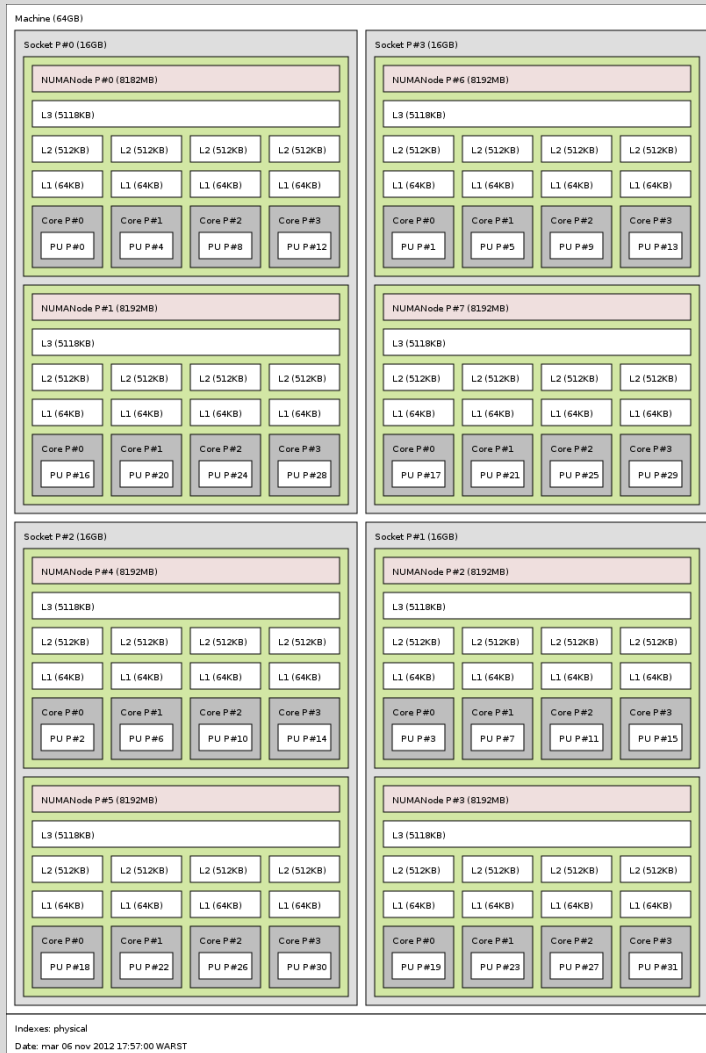 Machine (64GB)
Socket P#0 (16GB)
NUMANode P#0 (8182MB)
L3 (5118KB)
L2 (512KB) L2 (512KB) L2 (512KB) L2 (512KB)
L1 (64KB) L1 (64KB) L1 (64KB) L1 (64KB)
Core P#0 Core P#1 Core P#2 Core P#3
PU P#0 PU P#4 PU P#8 PU P#12
NUMANode P#1 (8192MB)
L3 (5118KB)
L2 (512KB) L2 (512KB) L2 (512KB) L2 (512KB)
L1 (64KB) L1 (64KB) L1 (64KB) L1 (64KB)
Core P#0 Core P#1 Core P#2 Core P#3
PU P#16 PU P#20 PU P#24 PU P#28
Socket P#3 (16GB)
NUMANode P#6 (8192MB)
L3 (5118KB)
L2 (512KB) L2 (512KB) L2 (512KB) L2 (512KB)
L1 (64KB) L1 (64KB) L1 (64KB) L1 (64KB)
Core P#0 Core P#1 Core P#2 Core P#3
PU P#1 PU P#5 PU P#9 PU P#13
NUMANode P#7 (8192MB)
L3 (5118KB)
L2 (512KB) L2 (512KB) L2 (512KB) L2 (512KB)
L1 (64KB) L1 (64KB) L1 (64KB) L1 (64KB)
Core P#0 Core P#1 Core P#2 Core P#3
PU P#17 PU P#21 PU P#25 PU P#29
Socket P#2 (16GB)
NUMANode P#4 (8192MB)
L3 (5118KB)
L2 (512KB) L2 (512KB) L2 (512KB) L2 (512KB)
L1 (64KB) L1 (64KB) L1 (64KB) L1 (64KB)
Core P#0 Core P#1 Core P#2 Core P#3
PU P#2 PU P#6 PU P#10 PU P#14
NUMANode P#5 (8192MB)
L3 (5118KB)
L2 (512KB) L2 (512KB) L2 (512KB) L2 (512KB)
L1 (64KB) L1 (64KB) L1 (64KB) L1 (64KB)
Core P#0 Core P#1 Core P#2 Core P#3
PU P#18 PU P#22 PU P#26 PU P#30
Socket P#1 (16GB)
NUMANode P#2 (8192MB)
L3 (5118KB)
L2 (512KB) L2 (512KB) L2 (512KB) L2 (512KB)
L1 (64KB) L1 (64KB) L1 (64KB) L1 (64KB)
Core P#0 Core P#1 Core P#2 Core P#3
PU P#3 PU P#7 PU P#11 PU P#15
NUMANode P#3 (8192MB)
L3 (5118KB)
L2 (512KB) L2 (512KB) L2 (512KB) L2 (512KB)
L1 (64KB) L1 (64KB) L1 (64KB) L1 (64KB)
Core P#0 Core P#1 Core P#2 Core P#3
PU P#19 PU P#23 PU P#27 PU P#31
Indexes: physical
Date: mar 06 nov 2012 17:57:00 WARST